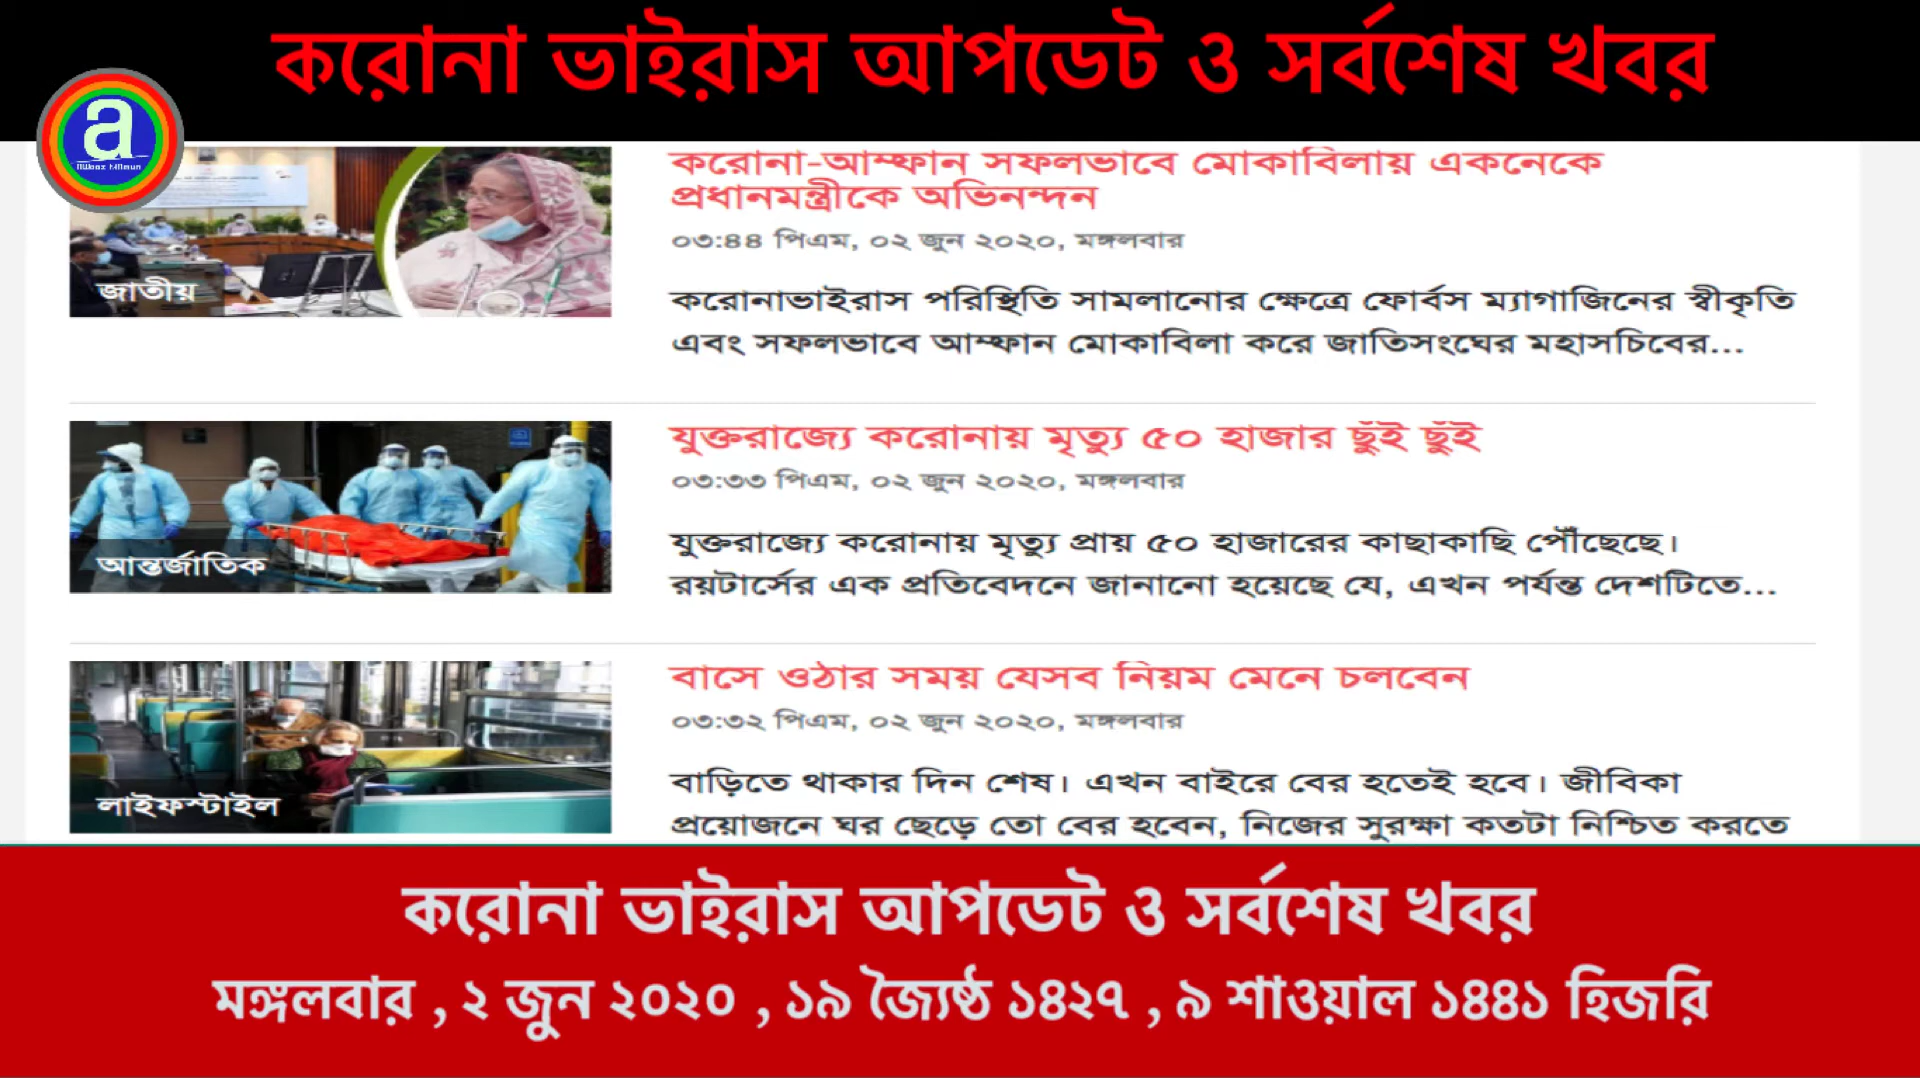 করোনা ভাইরাস আপডেট ও সর্বশেষ খবর
a
করোনা-আম্ফান সফলভাবে মোকাবিলায় একনেকে
প্রধানমন্ত্রীকে অভিনন্দন
০৩:৪৪ পিএম, ০২ জুন ২০২০, মঙ্গলবার
জাতীয়
করোনাভাইরাস পরিস্থিতি সামলানোর ক্ষেত্রে ফোর্বস ম্যাগাজিনের স্বীকৃতি
এবং সফলভাবে আম্ফান মোকাবিলা করে জাতিসংঘের মহাসচিবের...
যুক্তরাজ্যে করোনায় মৃত্যু ৫০ হাজার ছুঁই ছুঁই
০৩:৩৩ পিএম, ০২ জুন ২০২০, মঙ্গলবার
আন্তর্জাতিক
যুক্তরাজ্যে করোনায় মৃত্যু প্রায় ৫০ হাজারের কাছাকাছি পৌঁছেছে।
রয়টার্সের এক প্রতিবেদনে জানানো হয়েছে যে, এখন পর্যন্ত দেশটিতে...
বাসে ওঠার সময় যেসব নিয়ম মেনে চলবেন
০৩:৩২ পিএম, ০২ জুন ২০২০, মঙ্গলবার
লাইফস্টাইল
বাড়িতে থাকার দিন শেষ। এখন বাইরে বের হতেই হবে। জীবিকা
প্রয়োজনে ঘর ছেড়ে তো বের হবেন, নিজের সুরক্ষা কতটা নিশ্চিত করতে
করোনা ভাইরাস আপডেট ও সর্বশেষ খবর
মঙ্গলবার , ২ জুন ২০২০ , ১৯ জ্যৈষ্ঠ ১৪২৭ , ৯ শাওয়াল ১৪৪১ হিজরি